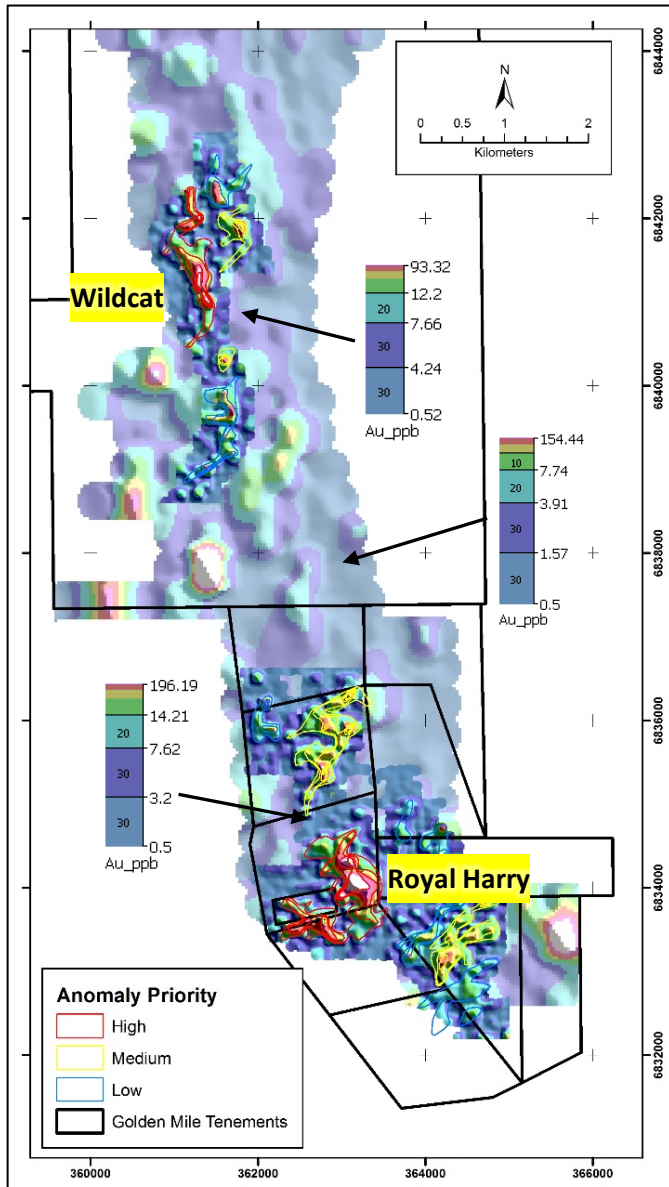 N
0 0.5 1 2
Kilometers
6844000
6842000
6840000
6838000
6836000
6834000
6832000
Wildcat
93.32
12.2
20
7.66
30
4.24
30
0.52
Au_ppb
154.44
10
7.74
20
3.91
30
1.57
30
0.5
Au_ppb
196.19
14.21
20
7.62
30
3.2
30
0.5
Au_ppb
Royal Harry
Anomaly Priority
High
Medium
Low
Golden Mile Tenements
360000 362000 364000 366000